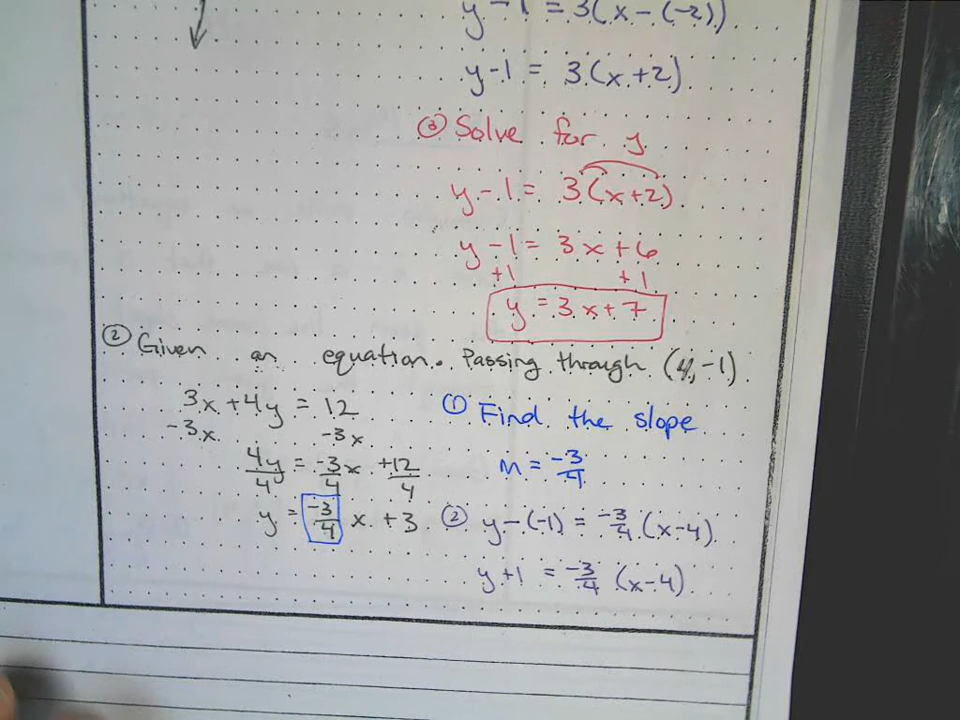 y-1 = 3(x-(-2))
y-1 = 3(x+2)
③ Solve for y
y-1 = 3(x+2)
y-1 = 3x+6
+1 +1
y = 3x+7
② Given an equation. Passing through (4,-1)
3x+4y = 12
-3x -3x
4y/4 = -3/4 x +12/4
y = -3/4 x +3
① Find the slope
m = -3/4
② y-(-1) = -3/4 (x-4)
y+1 = -3/4 (x-4)